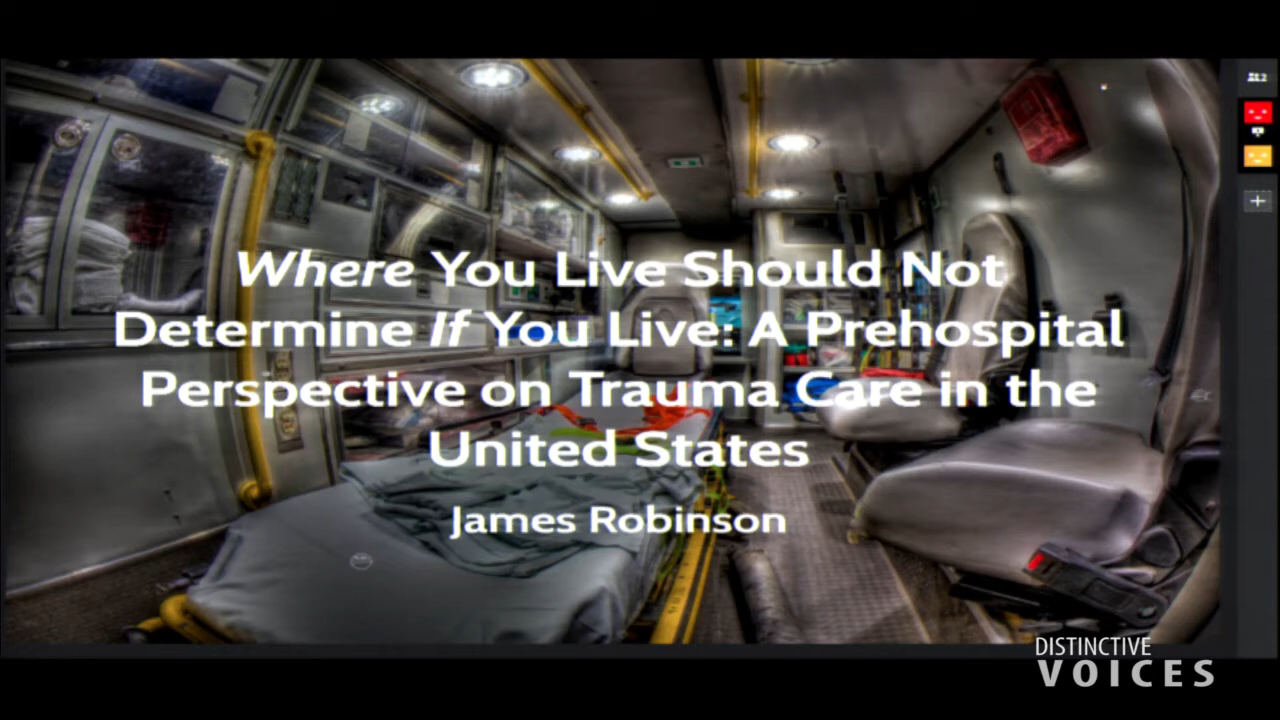 Where You Live Should Not
Determine If You Live: A Prehospital
Perspective on Trauma Care in the
United States
James Robinson
DISTINCTIVE
VOICES